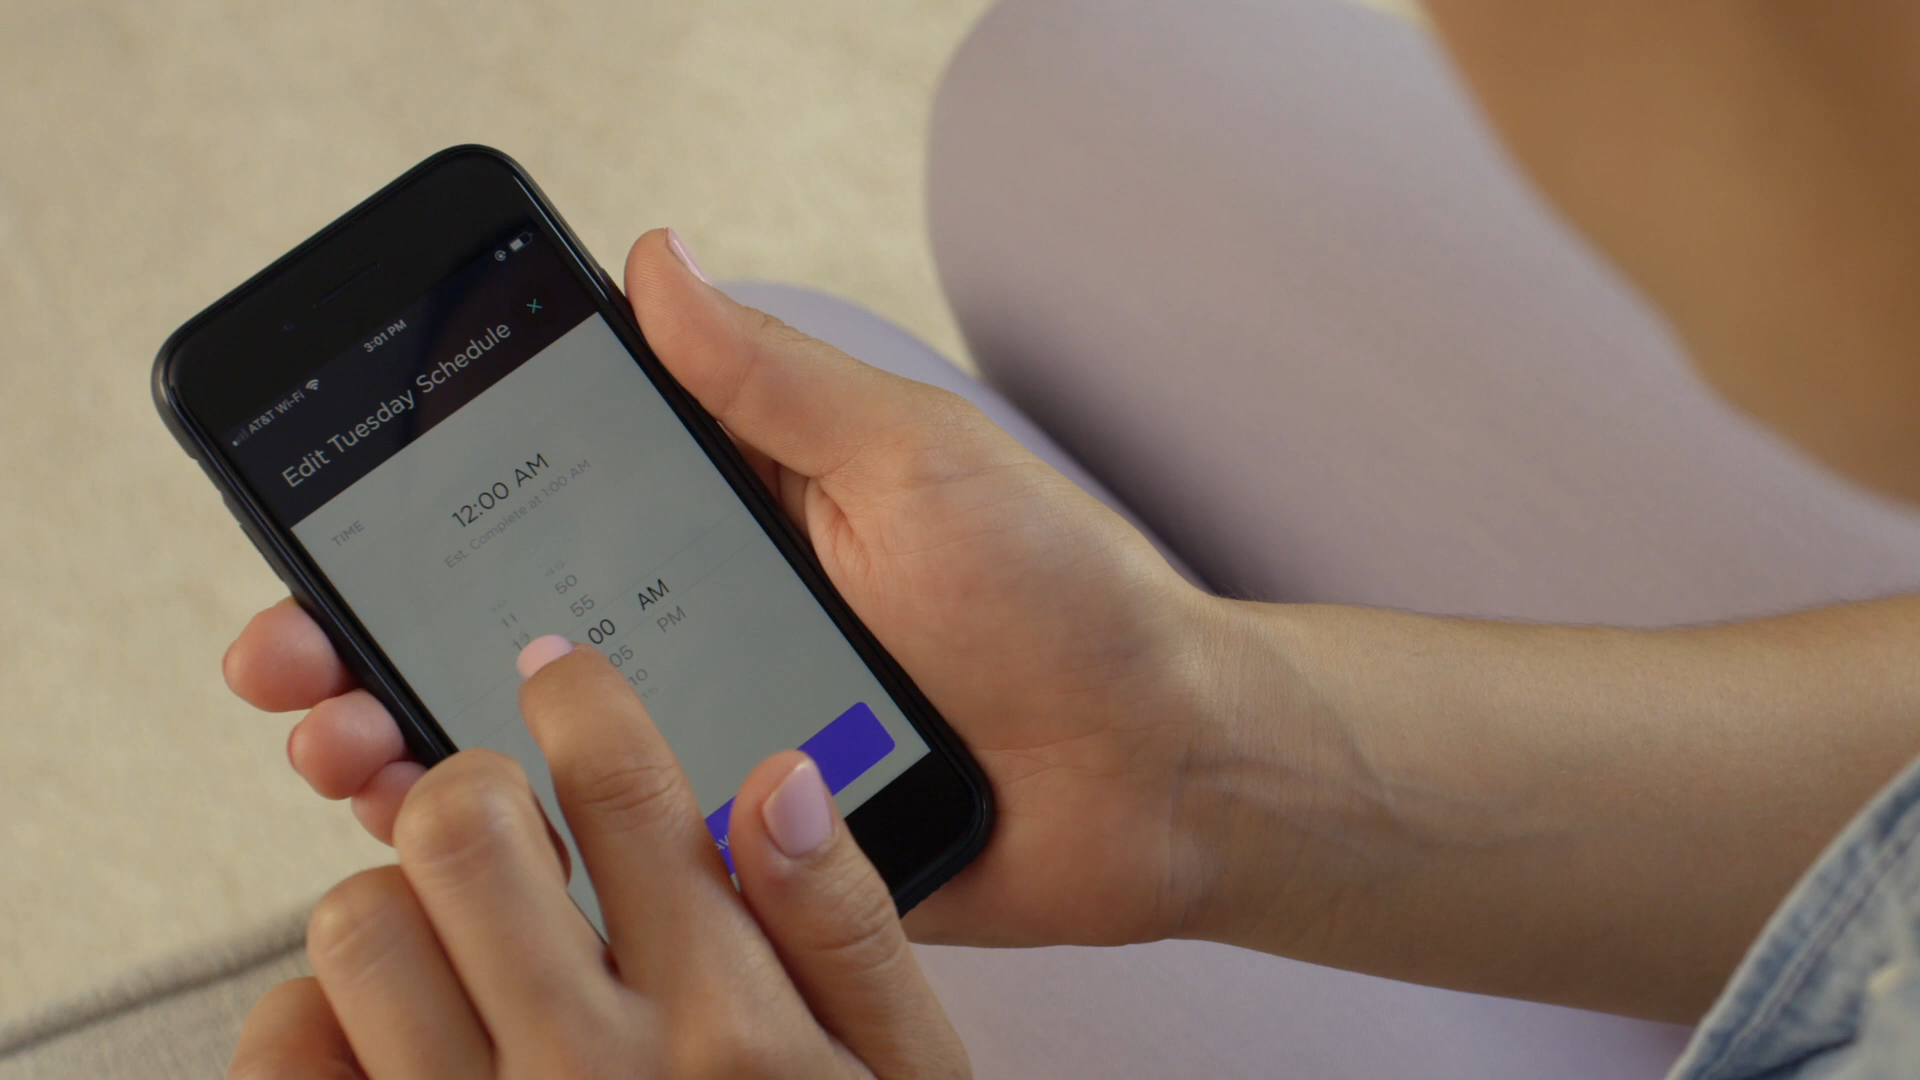 AT&T Wi-Fi 3:01 PM
Edit Tuesday Schedule ×
TIME 12:00 AM
Est. Complete at 1:00 AM
50
11 55 AM
00 PM
05
10